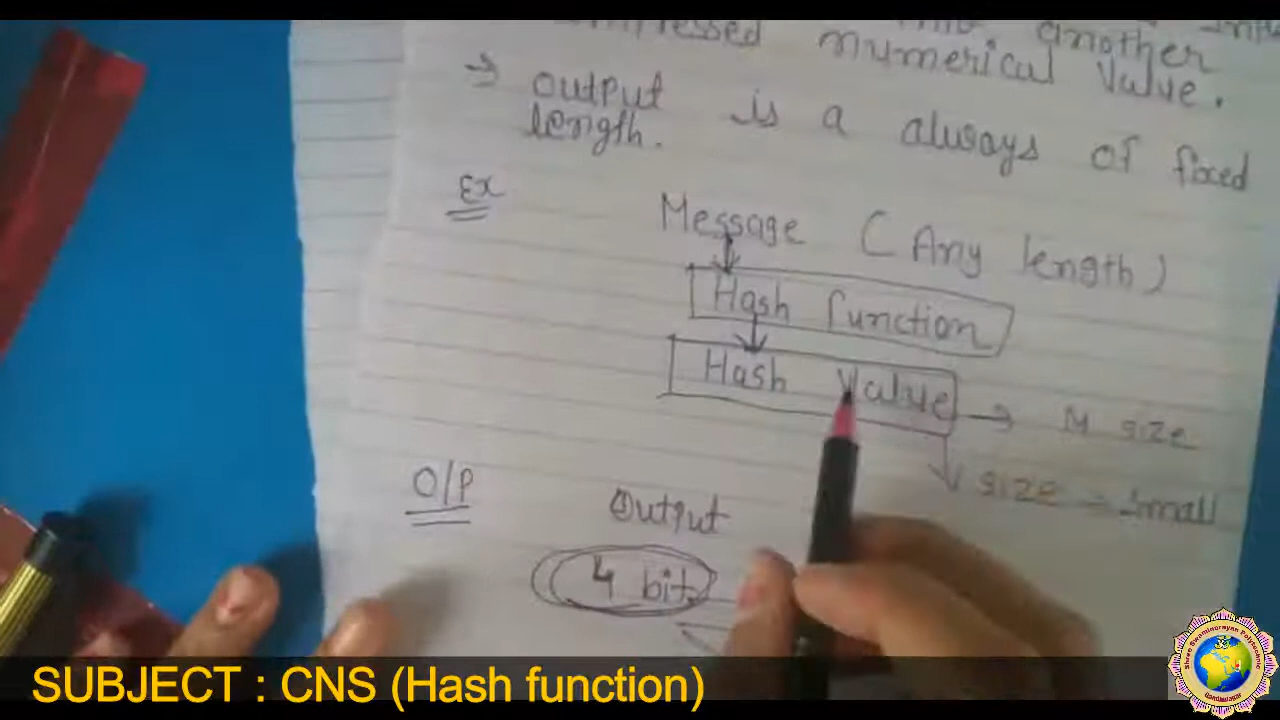 another
numerical value.
→ output is a always of fixed
length.
Ex
Message ( Any length )
Hash function
Hash Value → M size
size = small
O/P Output
4 bit
SUBJECT : CNS (Hash function)